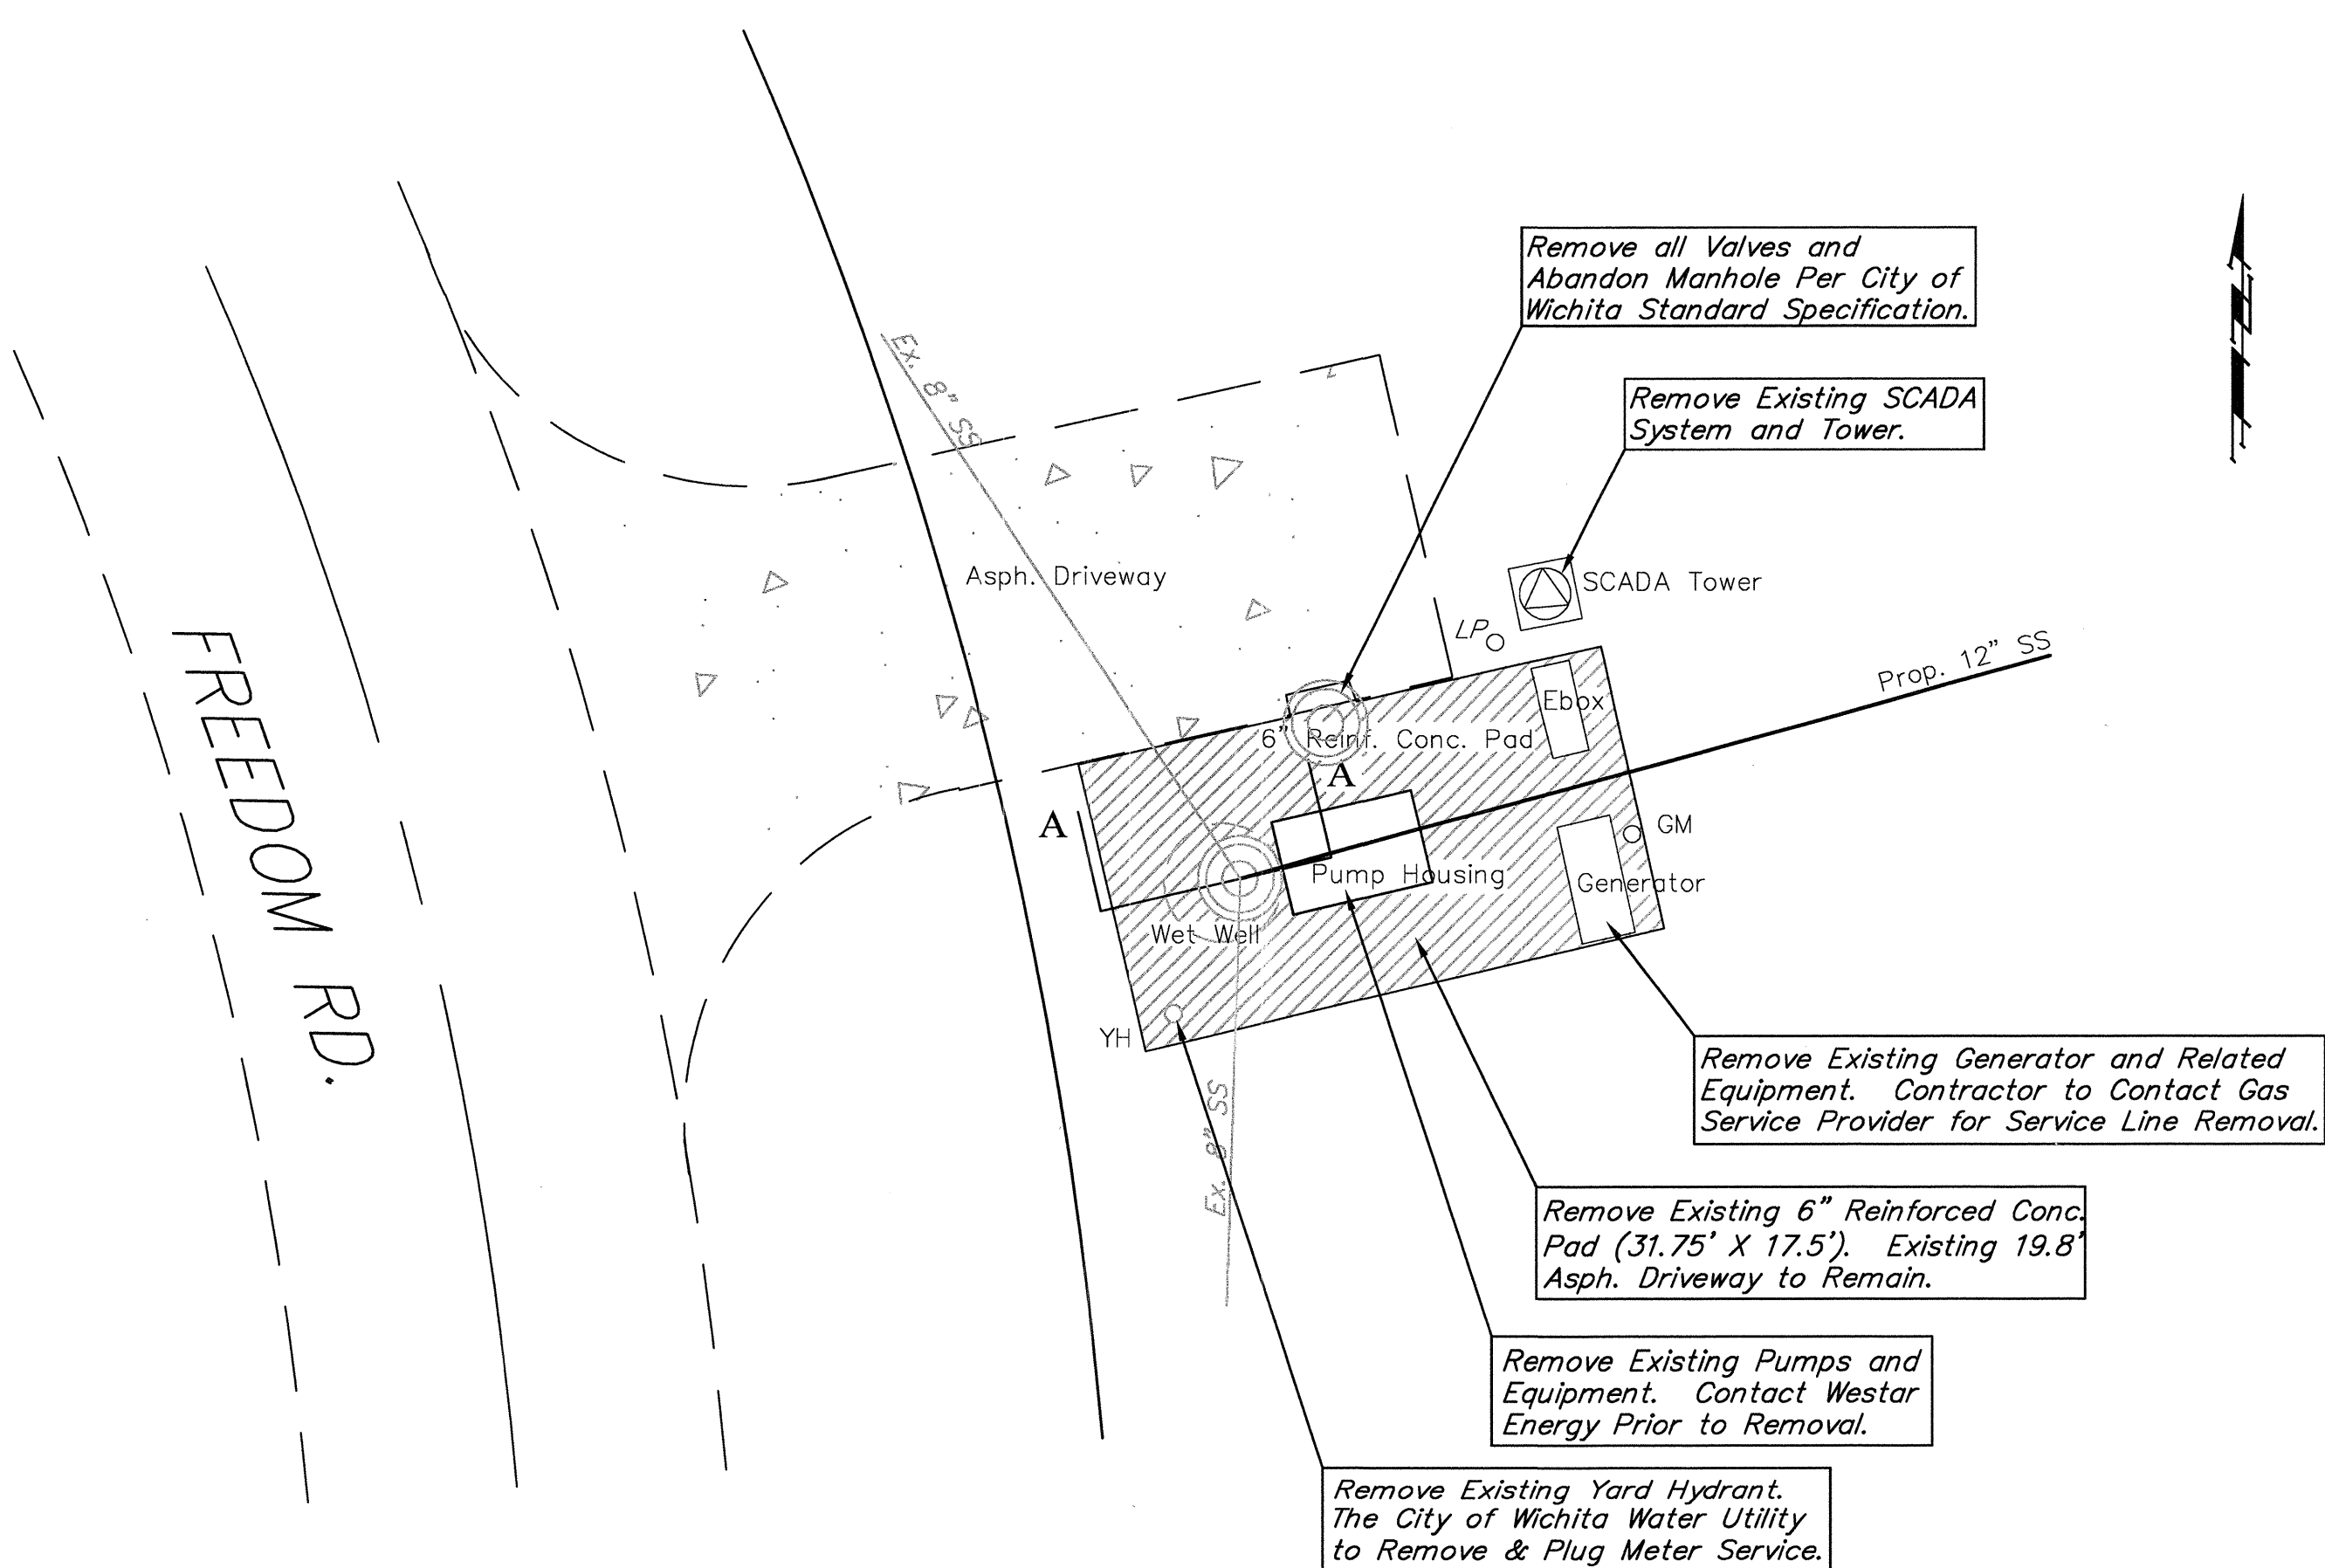 Remove all Valves and
Abandon Manhole Per City of
Wichita Standard Specification.
Remove Existing SCADA
System and Tower.
Ex. 8" SS
Asph. Driveway
SCADA Tower
LP
Prop. 12" SS
Ebox
6" Reinf. Conc. Pad
A
A
GM
Pump Housing
Generator
Wet Well
YH
FREEDOM RD.
Ex. 8" SS
Remove Existing Generator and Related
Equipment. Contractor to Contact Gas
Service Provider for Service Line Removal.
Remove Existing 6" Reinforced Conc.
Pad (31.75' X 17.5'). Existing 19.8'
Asph. Driveway to Remain.
Remove Existing Pumps and
Equipment. Contact Westar
Energy Prior to Removal.
Remove Existing Yard Hydrant.
The City of Wichita Water Utility
to Remove & Plug Meter Service.